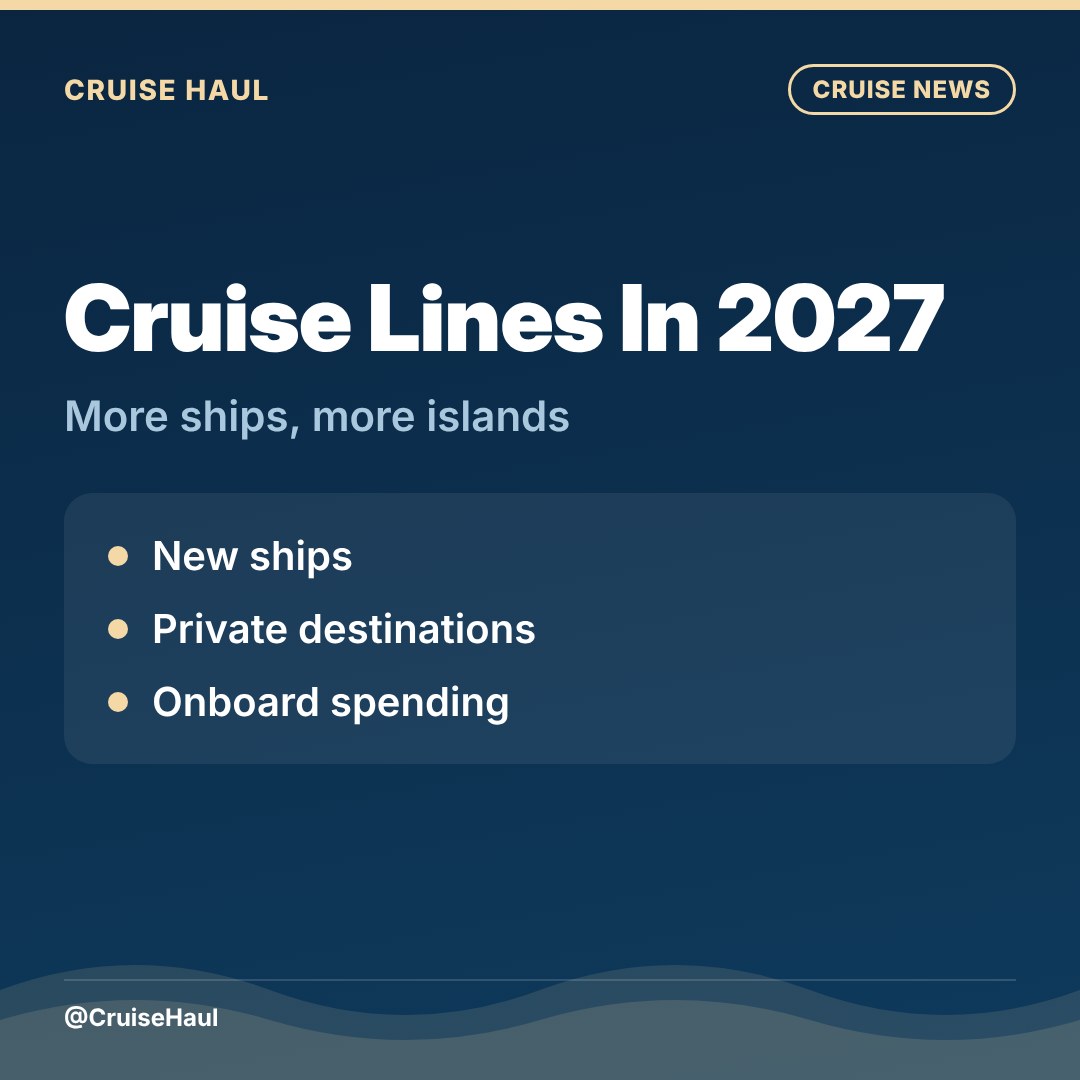 CRUISE HAUL
CRUISE NEWS
Cruise Lines In 2027
More ships, more islands
New ships
Private destinations
Onboard spending
@CruiseHaul